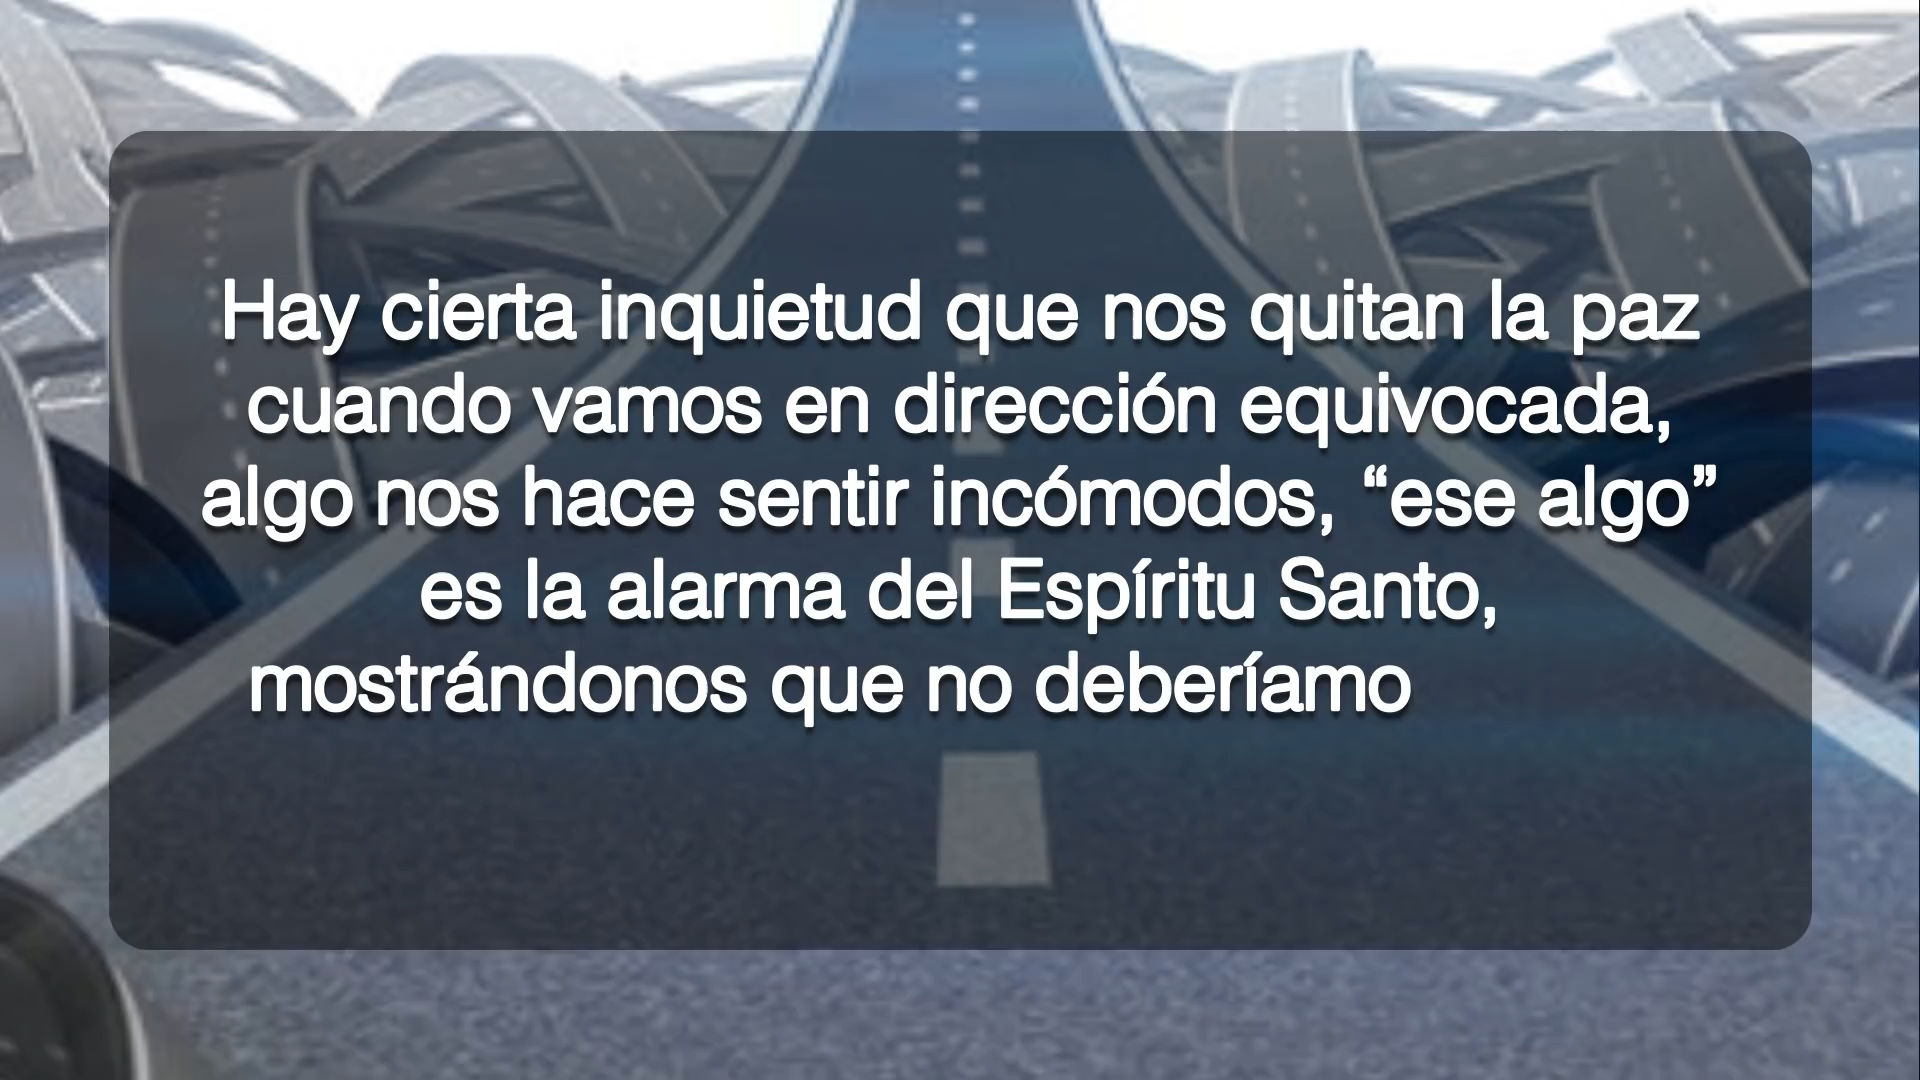 Hay cierta inquietud que nos quitan la paz
cuando vamos en dirección equivocada,
algo nos hace sentir incómodos, “ese algo”
es la alarma del Espíritu Santo,
mostrándonos que no deberíamo